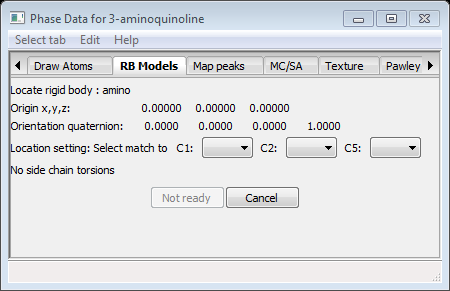 Phase Data for 3-aminoquinoline
Select tab Edit Help
Draw Atoms RB Models Map peaks MC/SA Texture Pawley
Locate rigid body : amino
Origin x,y,z: 0.00000 0.00000 0.00000
Orientation quaternion: 0.0000 0.0000 0.0000 1.0000
Location setting: Select match to C1: C2: C5:
No side chain torsions
Not ready Cancel